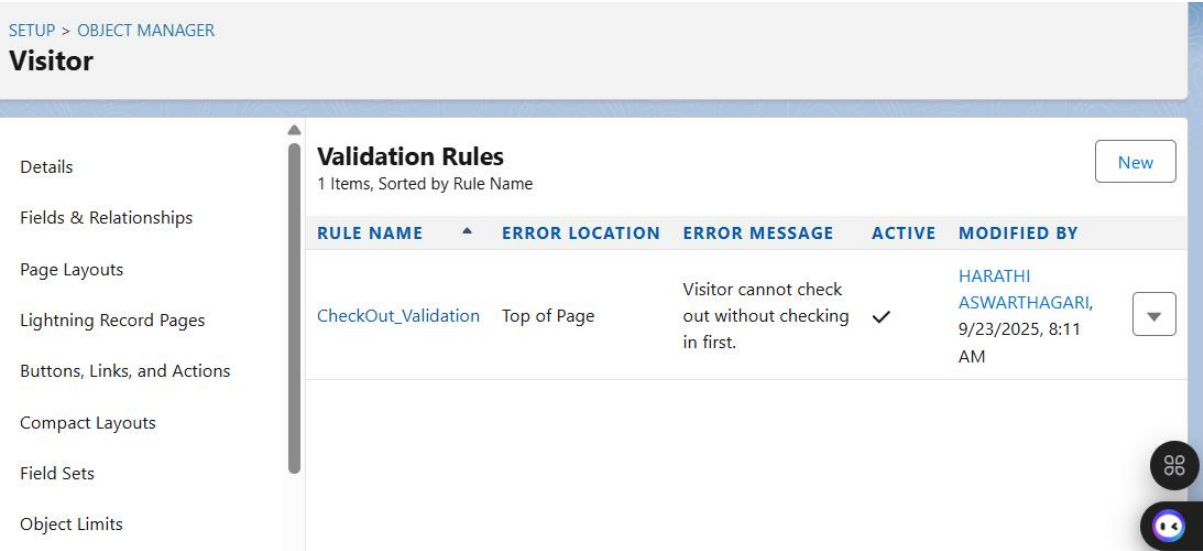 SETUP > OBJECT MANAGER
Visitor
Details
Fields & Relationships
Page Layouts
Lightning Record Pages
Buttons, Links, and Actions
Compact Layouts
Field Sets
Object Limits
Validation Rules
1 Items, Sorted by Rule Name
New
RULE NAME ERROR LOCATION ERROR MESSAGE ACTIVE MODIFIED BY
CheckOut_Validation
Top of Page
Visitor cannot check
out without checking
in first.
HARATHI
ASWARTHAGARI,
9/23/2025, 8:11
AM